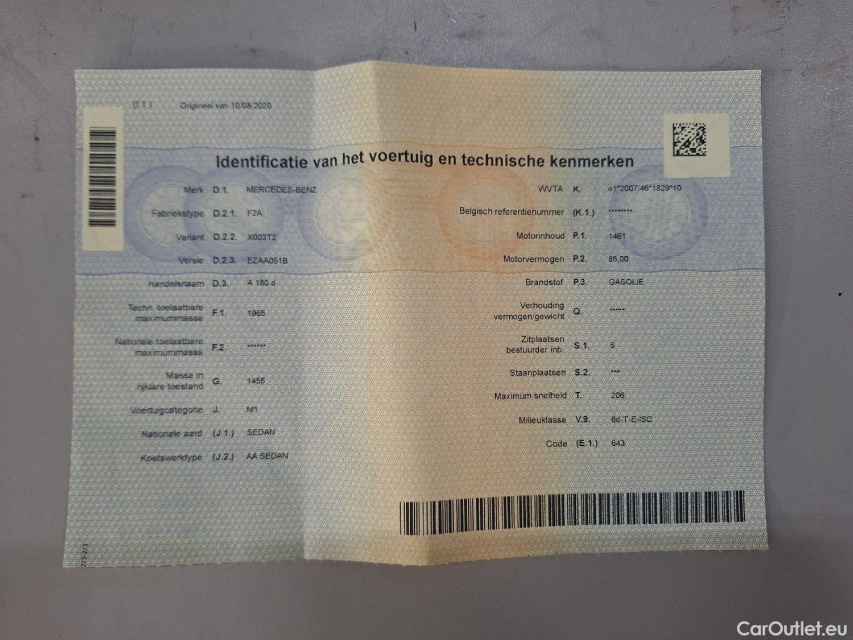 (I.1.) Origineel van 10/08/2020
Identificatie van het voertuig en technische kenmerken
Merk D.1. MERCEDES-BENZ
Fabriekstype D.2.1. F2A
Variant D.2.2. X003T2
Versie D.2.3. EZAA051B
Handelsnaam D.3. A 180 d
Techn. toelaatbare
maximummassa F.1. 1965
Nationale toelaatbare
maximummassa F.2 ******
Massa in
rijklare toestand G. 1455
Voertuigcategorie J. M1
Nationale aard (J.1.) SEDAN
Koetswerktype (J.2.) AA SEDAN
WVTA K. e1*2007/46*1829*10
Belgisch referentienummer (K.1.) ********
Motorinhoud P.1. 1461
Motorvermogen P.2. 85,00
Brandstof P.3. GASOLIE
Verhouding
vermogen/gewicht Q. *****
Zitplaatsen
bestuurder inb. S.1. 5
Staanplaatsen S.2. ***
Maximum snelheid T. 206
Milieuklasse V.9. 6d-T-E-ISC
Code (E.1.) 643
CarOutlet.eu